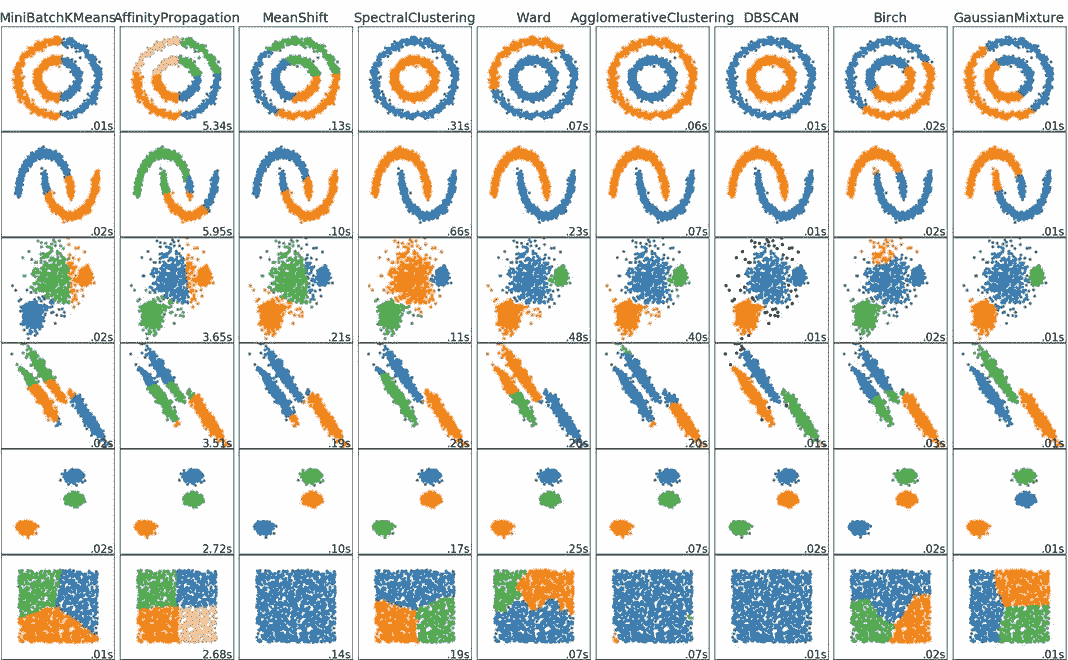 MiniBatchKMeans AffinityPropagation MeanShift SpectralClustering Ward AgglomerativeClustering DBSCAN Birch GaussianMixture
.01s 5.34s .13s .31s .07s .06s .01s .02s .01s
.02s 5.95s .10s .66s .23s .07s .01s .02s .01s
.02s 3.65s .21s .11s .48s .40s .01s .02s .01s
.02s 3.51s .19s .28s .26s .20s .01s .03s .01s
.02s 2.72s .10s .17s .25s .07s .02s .02s .01s
.01s 2.68s .14s .19s .07s .07s .01s .02s .01s